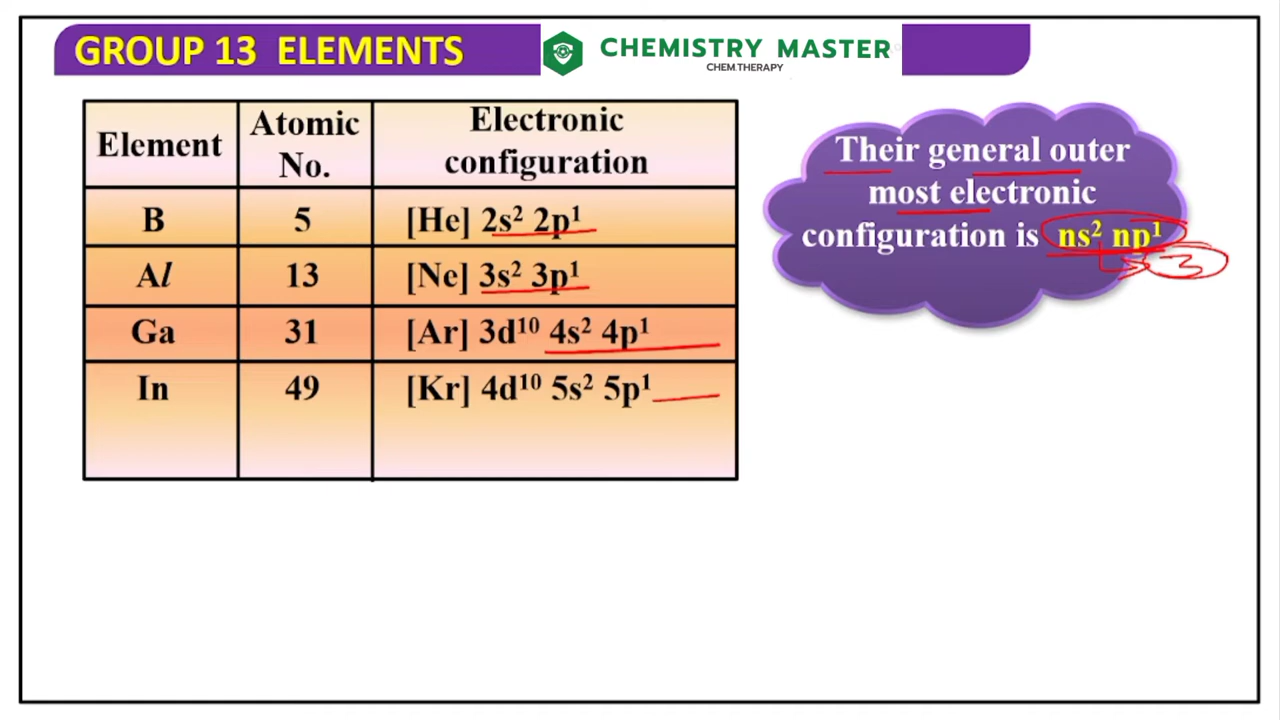 GROUP 13 ELEMENTS
CHEMISTRY MASTER
CHEM.THERAPY
Element Atomic No. Electronic configuration
B 5 [He] 2s² 2p¹
Al 13 [Ne] 3s² 3p¹
Ga 31 [Ar] 3d¹⁰ 4s² 4p¹
In 49 [Kr] 4d¹⁰ 5s² 5p¹
Their general outer
most electronic
configuration is ns² np¹
3